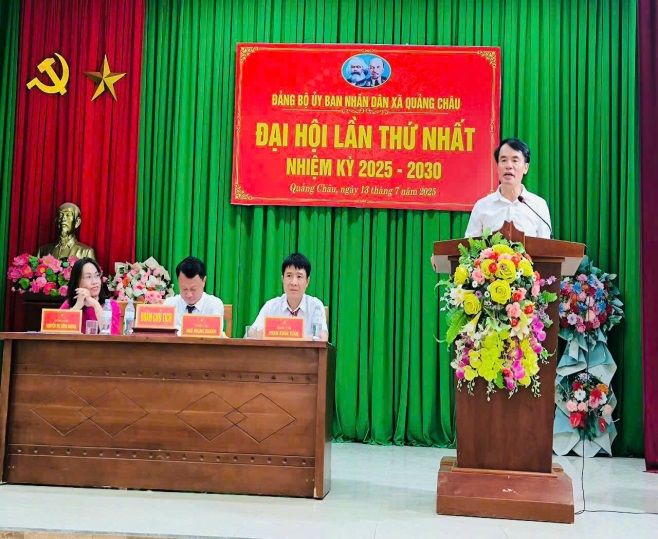 ĐẢNG BỘ ỦY BAN NHÂN DÂN XÃ QUẢNG CHÂU
ĐẠI HỘI LẦN THỨ NHẤT
NHIỆM KỲ 2025 - 2030
Quảng Châu, ngày 13 tháng 7 năm 2025
ĐOÀN CHỦ TỊCH